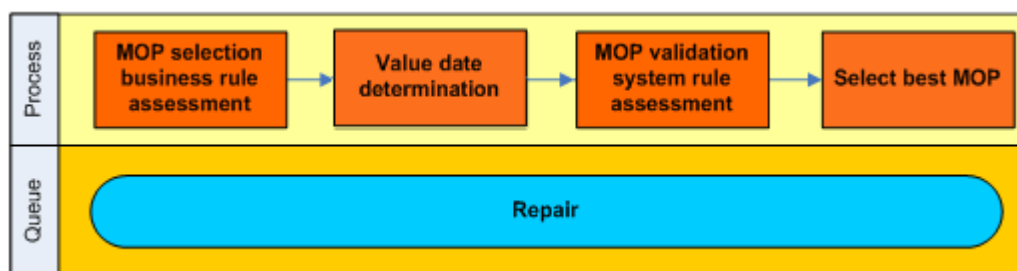 Process
MOP selection
business rule
assessment
Value date
determination
MOP validation
system rule
assessment
Select best MOP
Queue
Repair